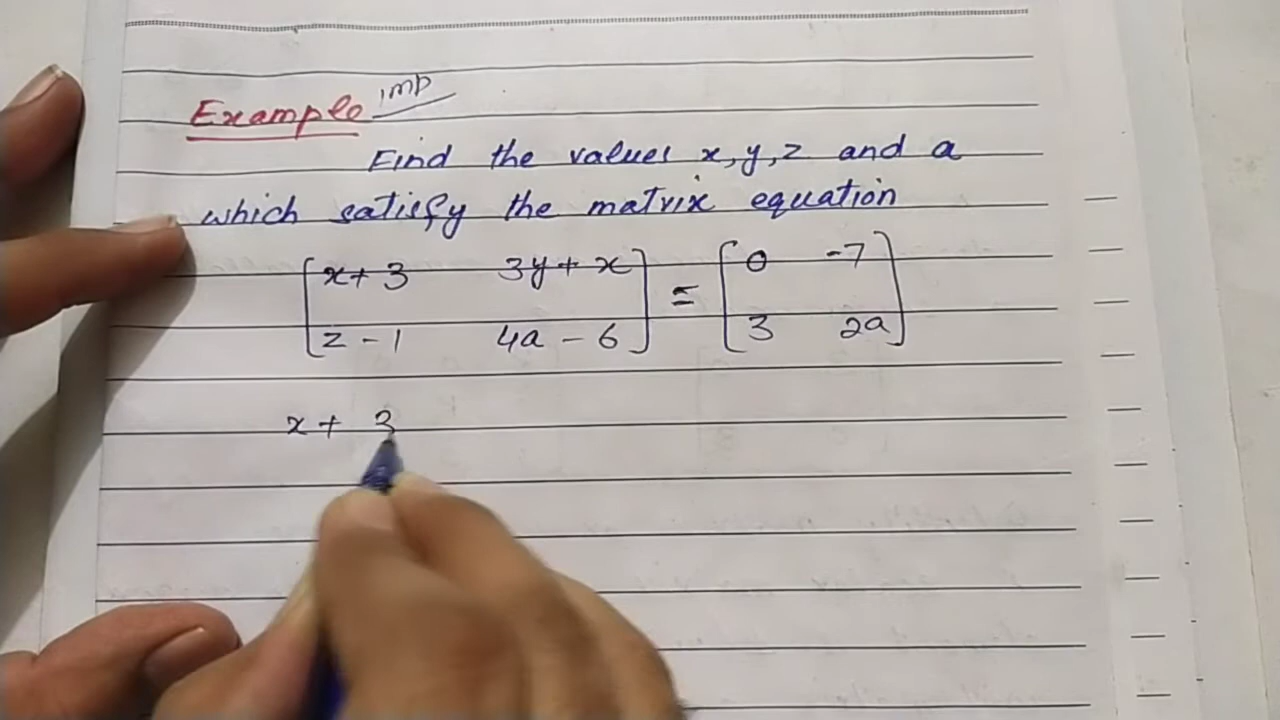 Example imp
Find the values x, y, z and a
which satisfy the matrix equation
[x+3 3y+x] = [0 -7]
[z-1 4a-6] [3 2a]
x + 3